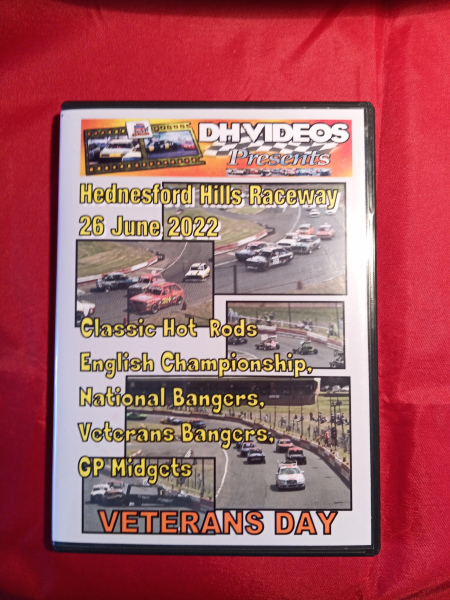 DH-VIDEOS
Presents
Hednesford Hills Raceway
26 June 2022
Classic Hot Rods
English Championship,
National Bangers,
Veterans Bangers,
GP Midgets
VETERANS DAY